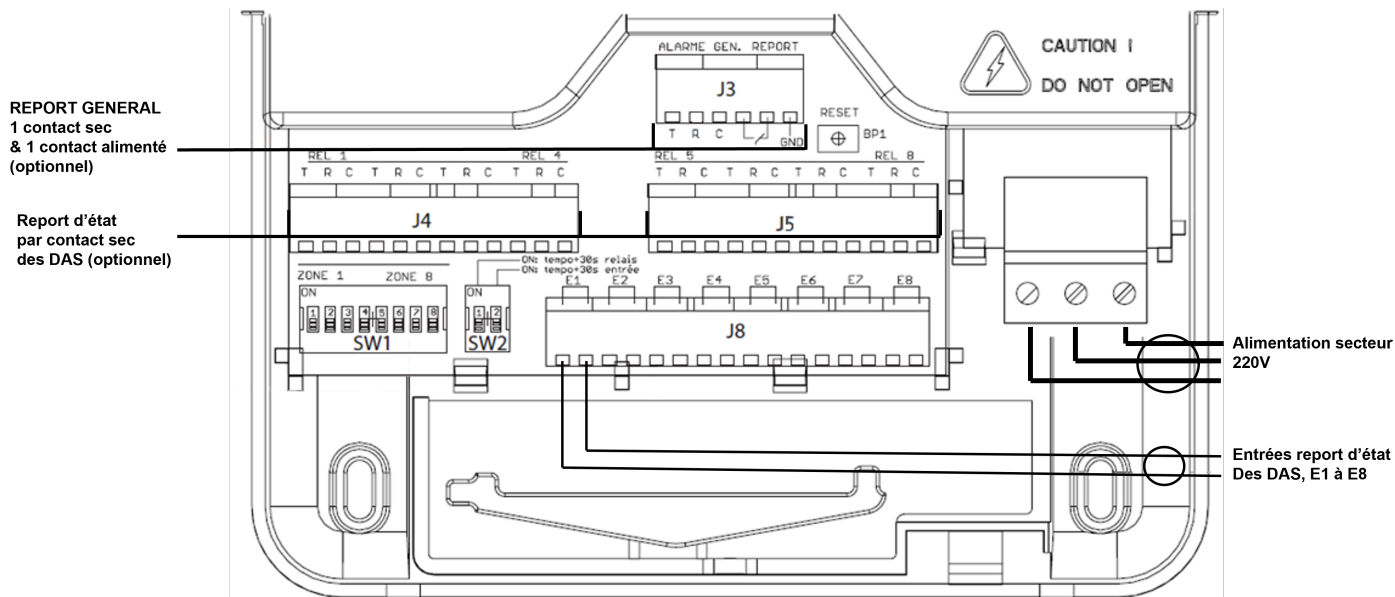 ALARME GEN. REPORT
J3
T R C
GND
RESET
BP1
CAUTION !
DO NOT OPEN
REPORT GENERAL
1 contact sec
& 1 contact alimenté
(optionnel)
REL 1 REL 4
T R C T R C T R C T R C
J4
REL 5 REL 8
T R C T R C T R C T R C
J5
Report d’état
par contact sec
des DAS (optionnel)
ZONE 1 ZONE 8
ON
1 2 3 4 5 6 7 8
SW1
ON: tempo+30s relais
ON: tempo+30s entrée
ON
1 2
SW2
E1 E2 E3 E4 E5 E6 E7 E8
J8
Alimentation secteur
220V
Entrées report d’état
Des DAS, E1 à E8